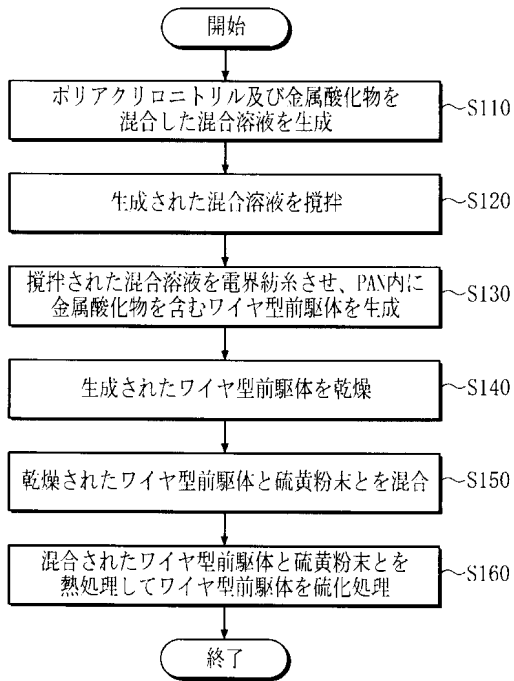 開始
ポリアクリロニトリル及び金属酸化物を
混合した混合溶液を生成
S110
生成された混合溶液を攪拌
S120
攪拌された混合溶液を電界紡糸させ、PAN内に
金属酸化物を含むワイヤ型前駆体を生成
S130
生成されたワイヤ型前駆体を乾燥
S140
乾燥されたワイヤ型前駆体と硫黄粉末とを混合
S150
混合されたワイヤ型前駆体と硫黄粉末とを
熱処理してワイヤ型前駆体を硫化処理
S160
終了